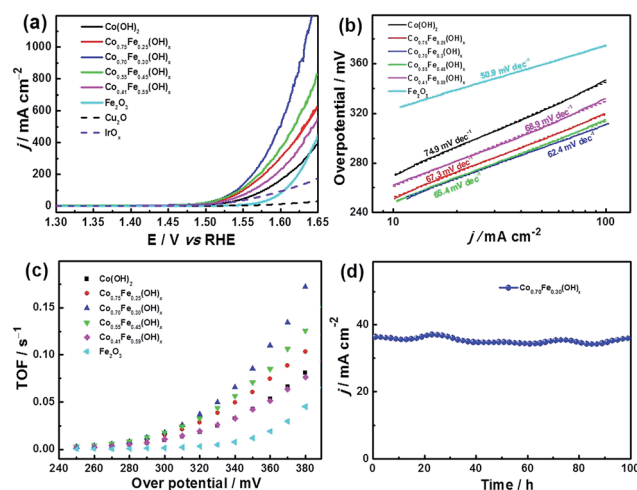 (a)
Co(OH)₂
Co₀.₇₅Fe₀.₂₅(OH)ₓ
Co₀.₇₀Fe₀.₃₀(OH)ₓ
Co₀.₅₅Fe₀.₄₅(OH)ₓ
Co₀.₄₁Fe₀.₅₉(OH)ₓ
Fe₂O₃
Cu₂O
IrOₓ
j / mA cm⁻²
1200
1000
800
600
400
200
0
1.30 1.40 1.50 1.60 1.65
E / V vs RHE
(b)
Co(OH)₂
Co₀.₇₅Fe₀.₂₅(OH)ₓ
Co₀.₇₀Fe₀.₃(OH)ₓ
Co₀.₅₅Fe₀.₄₅(OH)ₓ
Co₀.₄₁Fe₀.₅₉(OH)ₓ
Fe₂O₃
50.9 mV dec⁻¹
74.9 mV dec⁻¹
68.9 mV dec⁻¹
67.3 mV dec⁻¹
65.4 mV dec⁻¹
62.4 mV dec⁻¹
Overpotential / mV
360
320
280
240
10 100
j / mA cm⁻²
(c)
Co(OH)₂
Co₀.₇₅Fe₀.₂₅(OH)ₓ
Co₀.₇₀Fe₀.₃₀(OH)ₓ
Co₀.₅₅Fe₀.₄₅(OH)ₓ
Co₀.₄₁Fe₀.₅₉(OH)ₓ
Fe₂O₃
TOF / s⁻¹
0.20
0.15
0.10
0.05
0.00
240 260 280 300 320 340 360 380
Over potential / mV
(d)
Co₀.₇₀Fe₀.₃₀(OH)ₓ
j / mA cm⁻²
54
36
18
0
0 20 40 60 80 100
Time / h